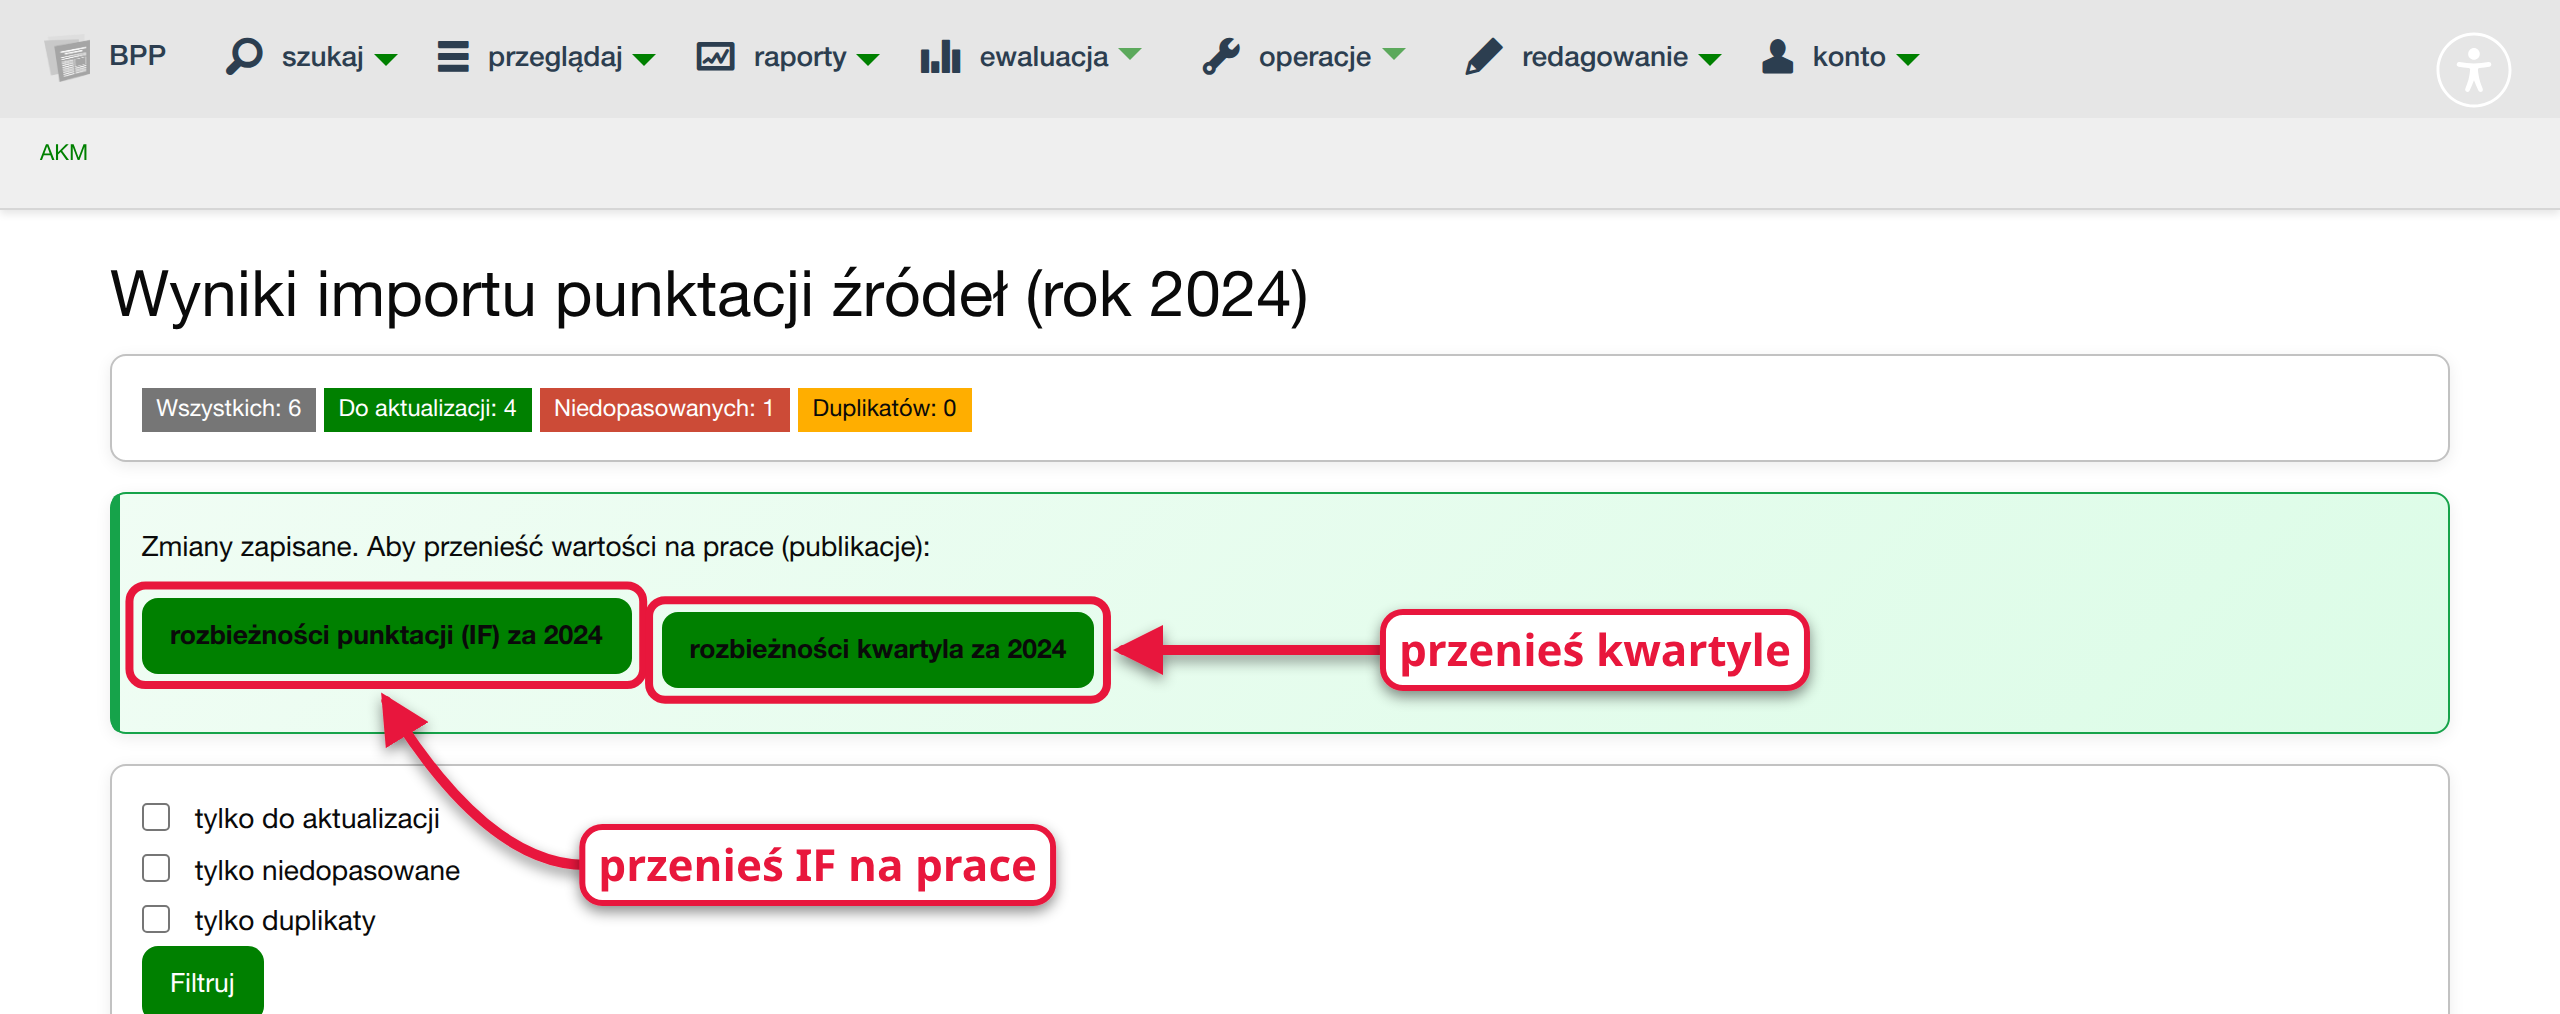 BPP szukaj przeglądaj raporty ewaluacja operacje redagowanie konto
AKM
Wyniki importu punktacji źródeł (rok 2024)
Wszystkich: 6 Do aktualizacji: 4 Niedopasowanych: 1 Duplikatów: 0
Zmiany zapisane. Aby przenieść wartości na prace (publikacje):
rozbieżności punktacji (IF) za 2024
rozbieżności kwartyla za 2024
przenieś kwartyle
tylko do aktualizacji
przenieś IF na prace
tylko niedopasowane
tylko duplikaty
Filtruj